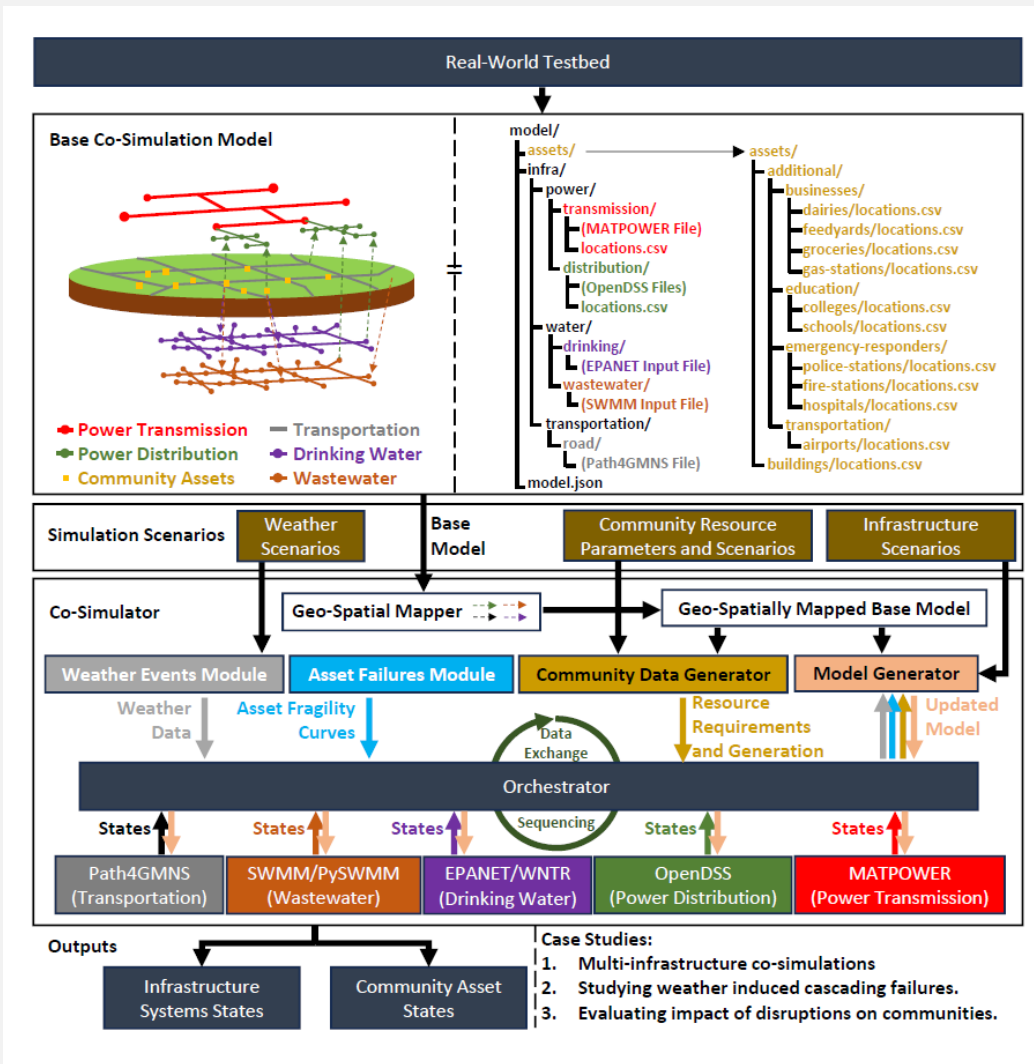 Real-World Testbed
Base Co-Simulation Model
Power Transmission
Power Distribution
Community Assets
Transportation
Drinking Water
Wastewater
=
model/
assets/
infra/
power/
transmission/
(MATPOWER File)
locations.csv
distribution/
(OpenDSS Files)
locations.csv
water/
drinking/
(EPANET Input File)
wastewater/
(SWMM Input File)
transportation/
road/
(Path4GMNS File)
model.json
assets/
additional/
businesses/
dairies/locations.csv
feedyards/locations.csv
groceries/locations.csv
gas-stations/locations.csv
education/
colleges/locations.csv
schools/locations.csv
emergency-responders/
police-stations/locations.csv
fire-stations/locations.csv
hospitals/locations.csv
transportation/
airports/locations.csv
buildings/locations.csv
Simulation Scenarios
Weather
Scenarios
Base
Model
Community Resource
Parameters and Scenarios
Infrastructure
Scenarios
Co-Simulator
Geo-Spatial Mapper
Geo-Spatially Mapped Base Model
Weather Events Module
Asset Failures Module
Community Data Generator
Model Generator
Weather
Data
Asset Fragility
Curves
Resource
Requirements
and Generation
Updated
Model
Data
Exchange
Orchestrator
Sequencing
States
States
States
States
States
Path4GMNS
(Transportation)
SWMM/PySWMM
(Wastewater)
EPANET/WNTR
(Drinking Water)
OpenDSS
(Power Distribution)
MATPOWER
(Power Transmission)
Outputs
Infrastructure
Systems States
Community Asset
States
Case Studies:
1. Multi-infrastructure co-simulations
2. Studying weather induced cascading failures.
3. Evaluating impact of disruptions on communities.